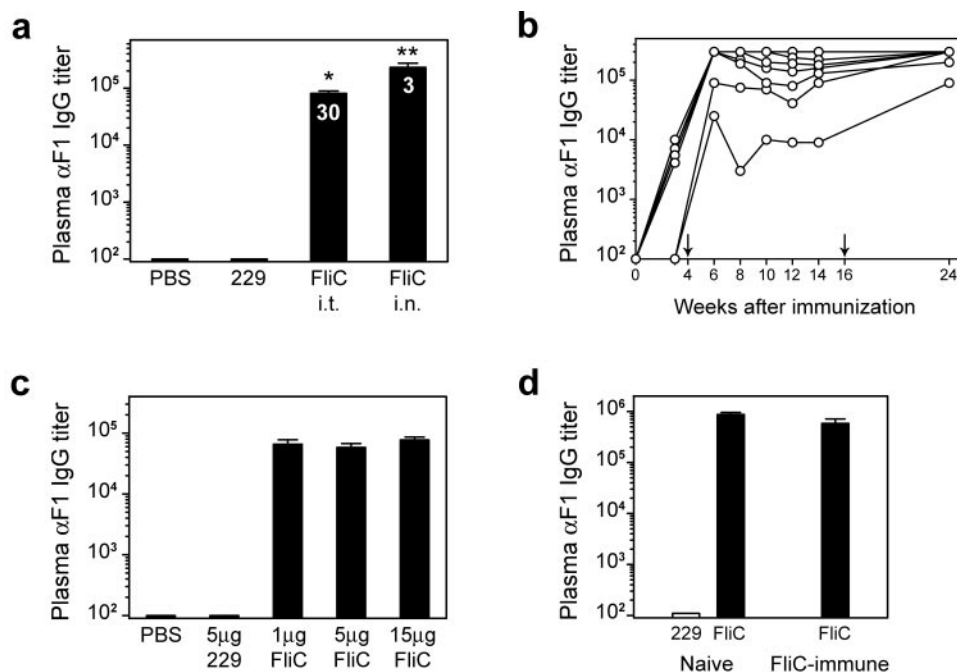 a
Plasma αF1 IgG titer
10⁵
10⁴
10³
10²
*
**
30
3
PBS
229
FliC
i.t.
FliC
i.n.
b
Plasma αF1 IgG titer
10⁵
10⁴
10³
10²
0 4 6 8 10 12 14 16 24
Weeks after immunization
c
Plasma αF1 IgG titer
10⁵
10⁴
10³
10²
PBS
5μg
229
1μg
FliC
5μg
FliC
15μg
FliC
d
Plasma αF1 IgG titer
10⁶
10⁵
10⁴
10³
10²
229 FliC
FliC
Naive
FliC-immune